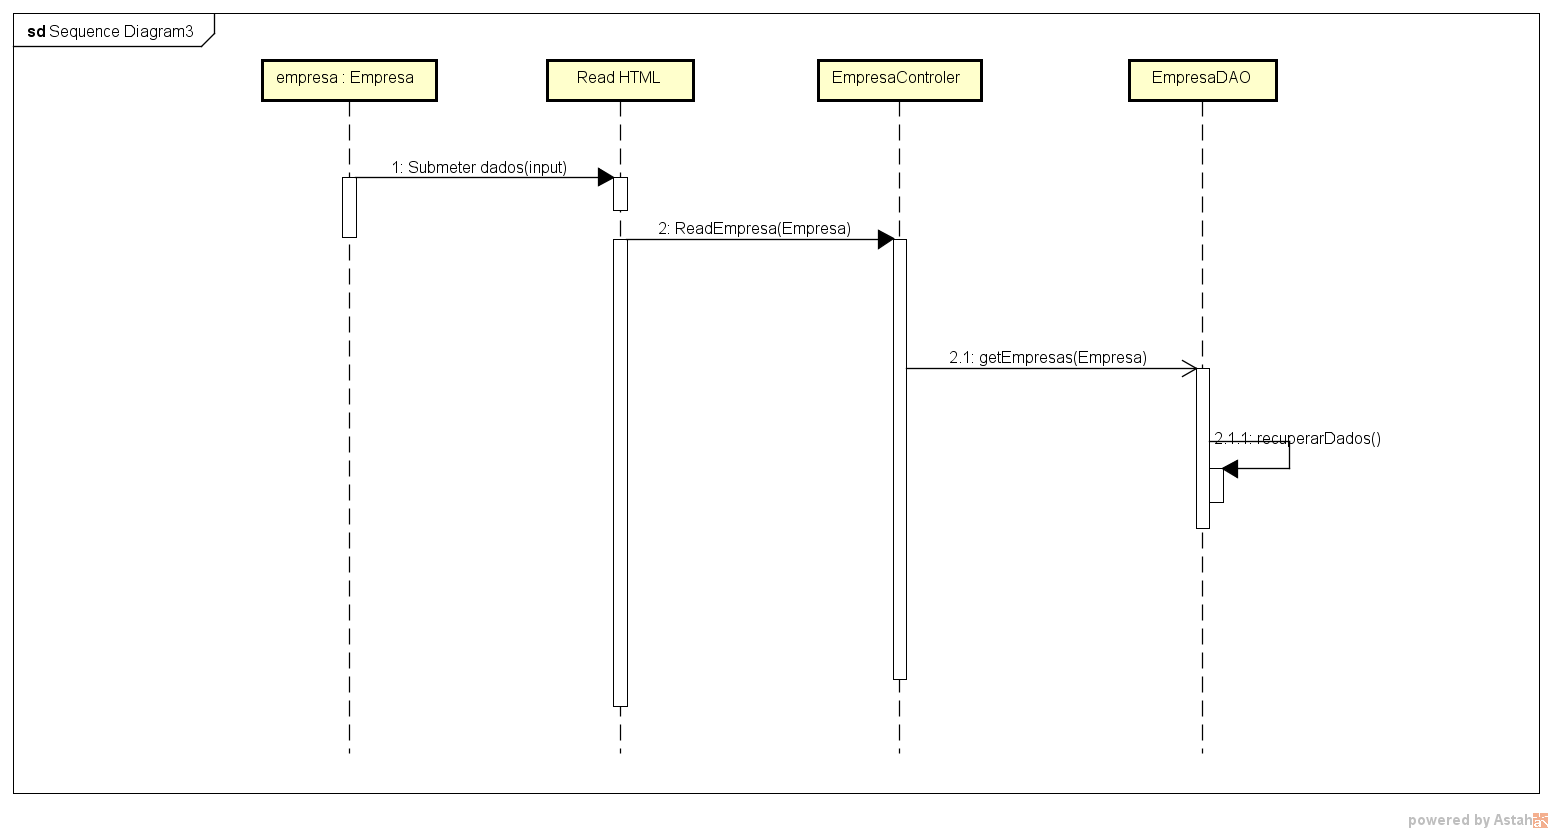 sd Sequence Diagram3
empresa : Empresa
Read HTML
EmpresaControler
EmpresaDAO
1: Submeter dados(input)
2: ReadEmpresa(Empresa)
2.1: getEmpresas(Empresa)
2.1.1: recuperarDados()
powered by Astah